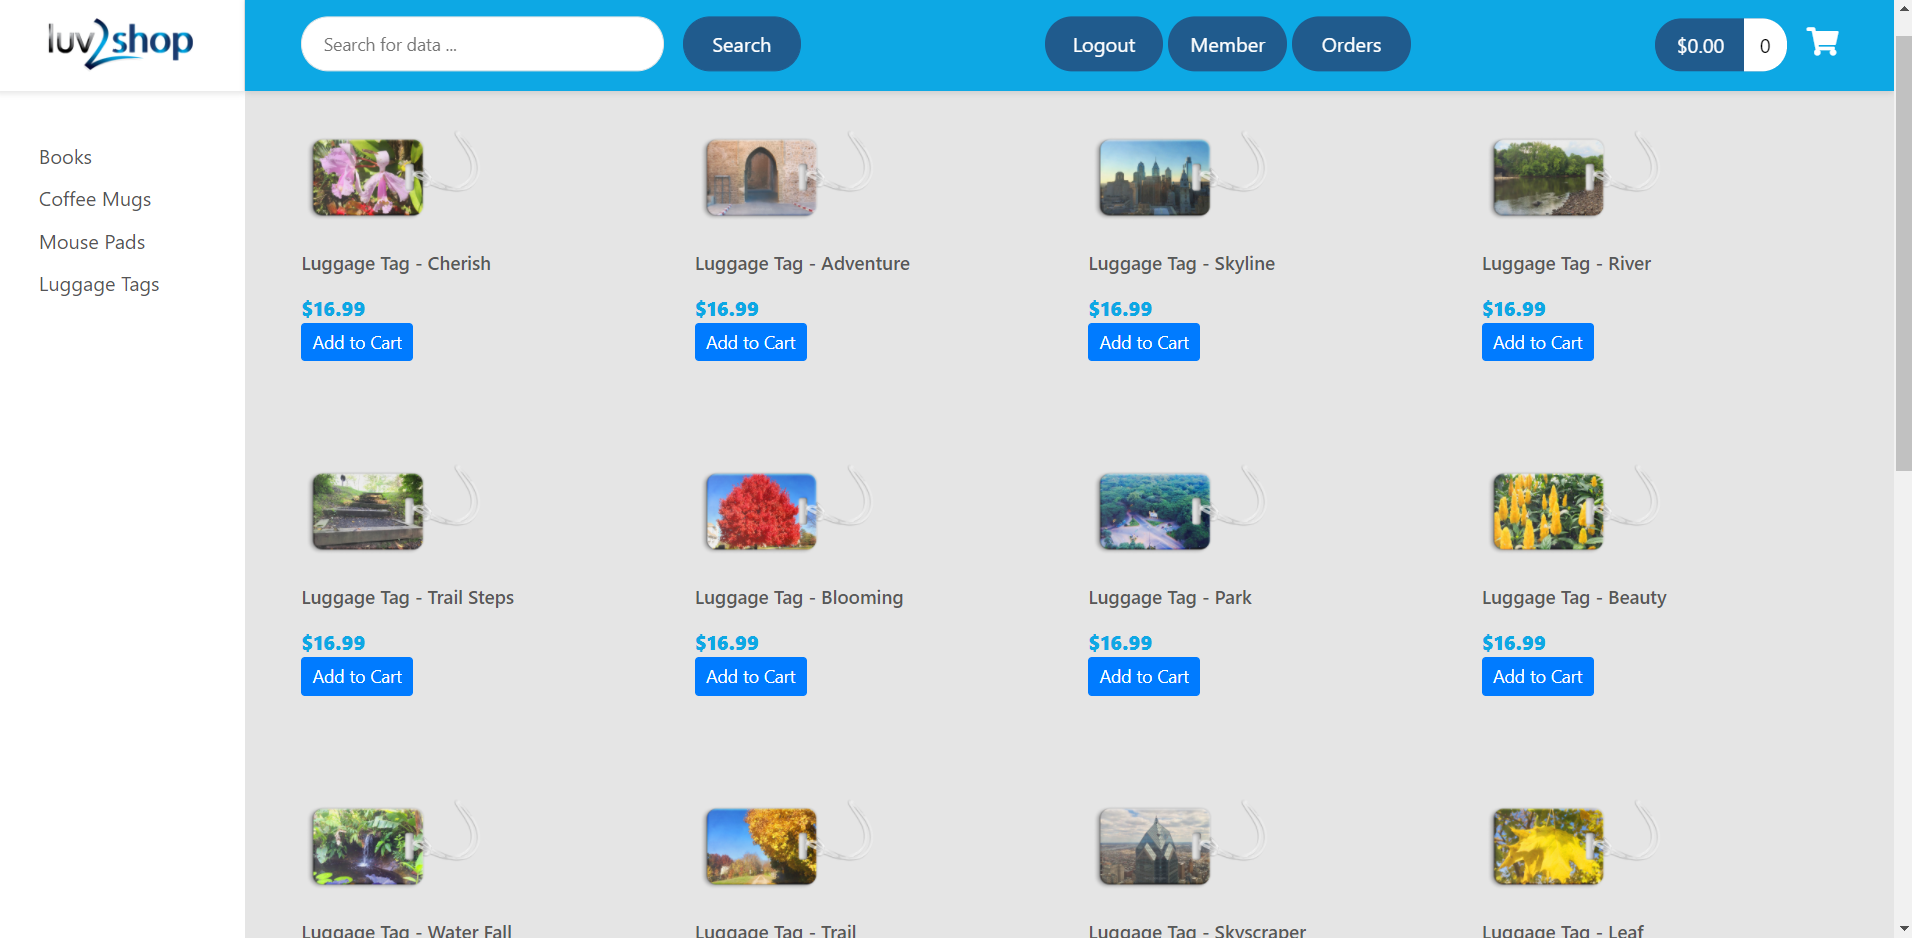 luv2shop
Search for data ...
Search
Logout
Member
Orders
$0.00
0
Books
Coffee Mugs
Mouse Pads
Luggage Tags
Luggage Tag - Cherish
$16.99
Add to Cart
Luggage Tag - Adventure
$16.99
Add to Cart
Luggage Tag - Skyline
$16.99
Add to Cart
Luggage Tag - River
$16.99
Add to Cart
Luggage Tag - Trail Steps
$16.99
Add to Cart
Luggage Tag - Blooming
$16.99
Add to Cart
Luggage Tag - Park
$16.99
Add to Cart
Luggage Tag - Beauty
$16.99
Add to Cart
Luggage Tag - Water Fall
Luggage Tag - Trail
Luggage Tag - Skyscraper
Luggage Tag - Leaf